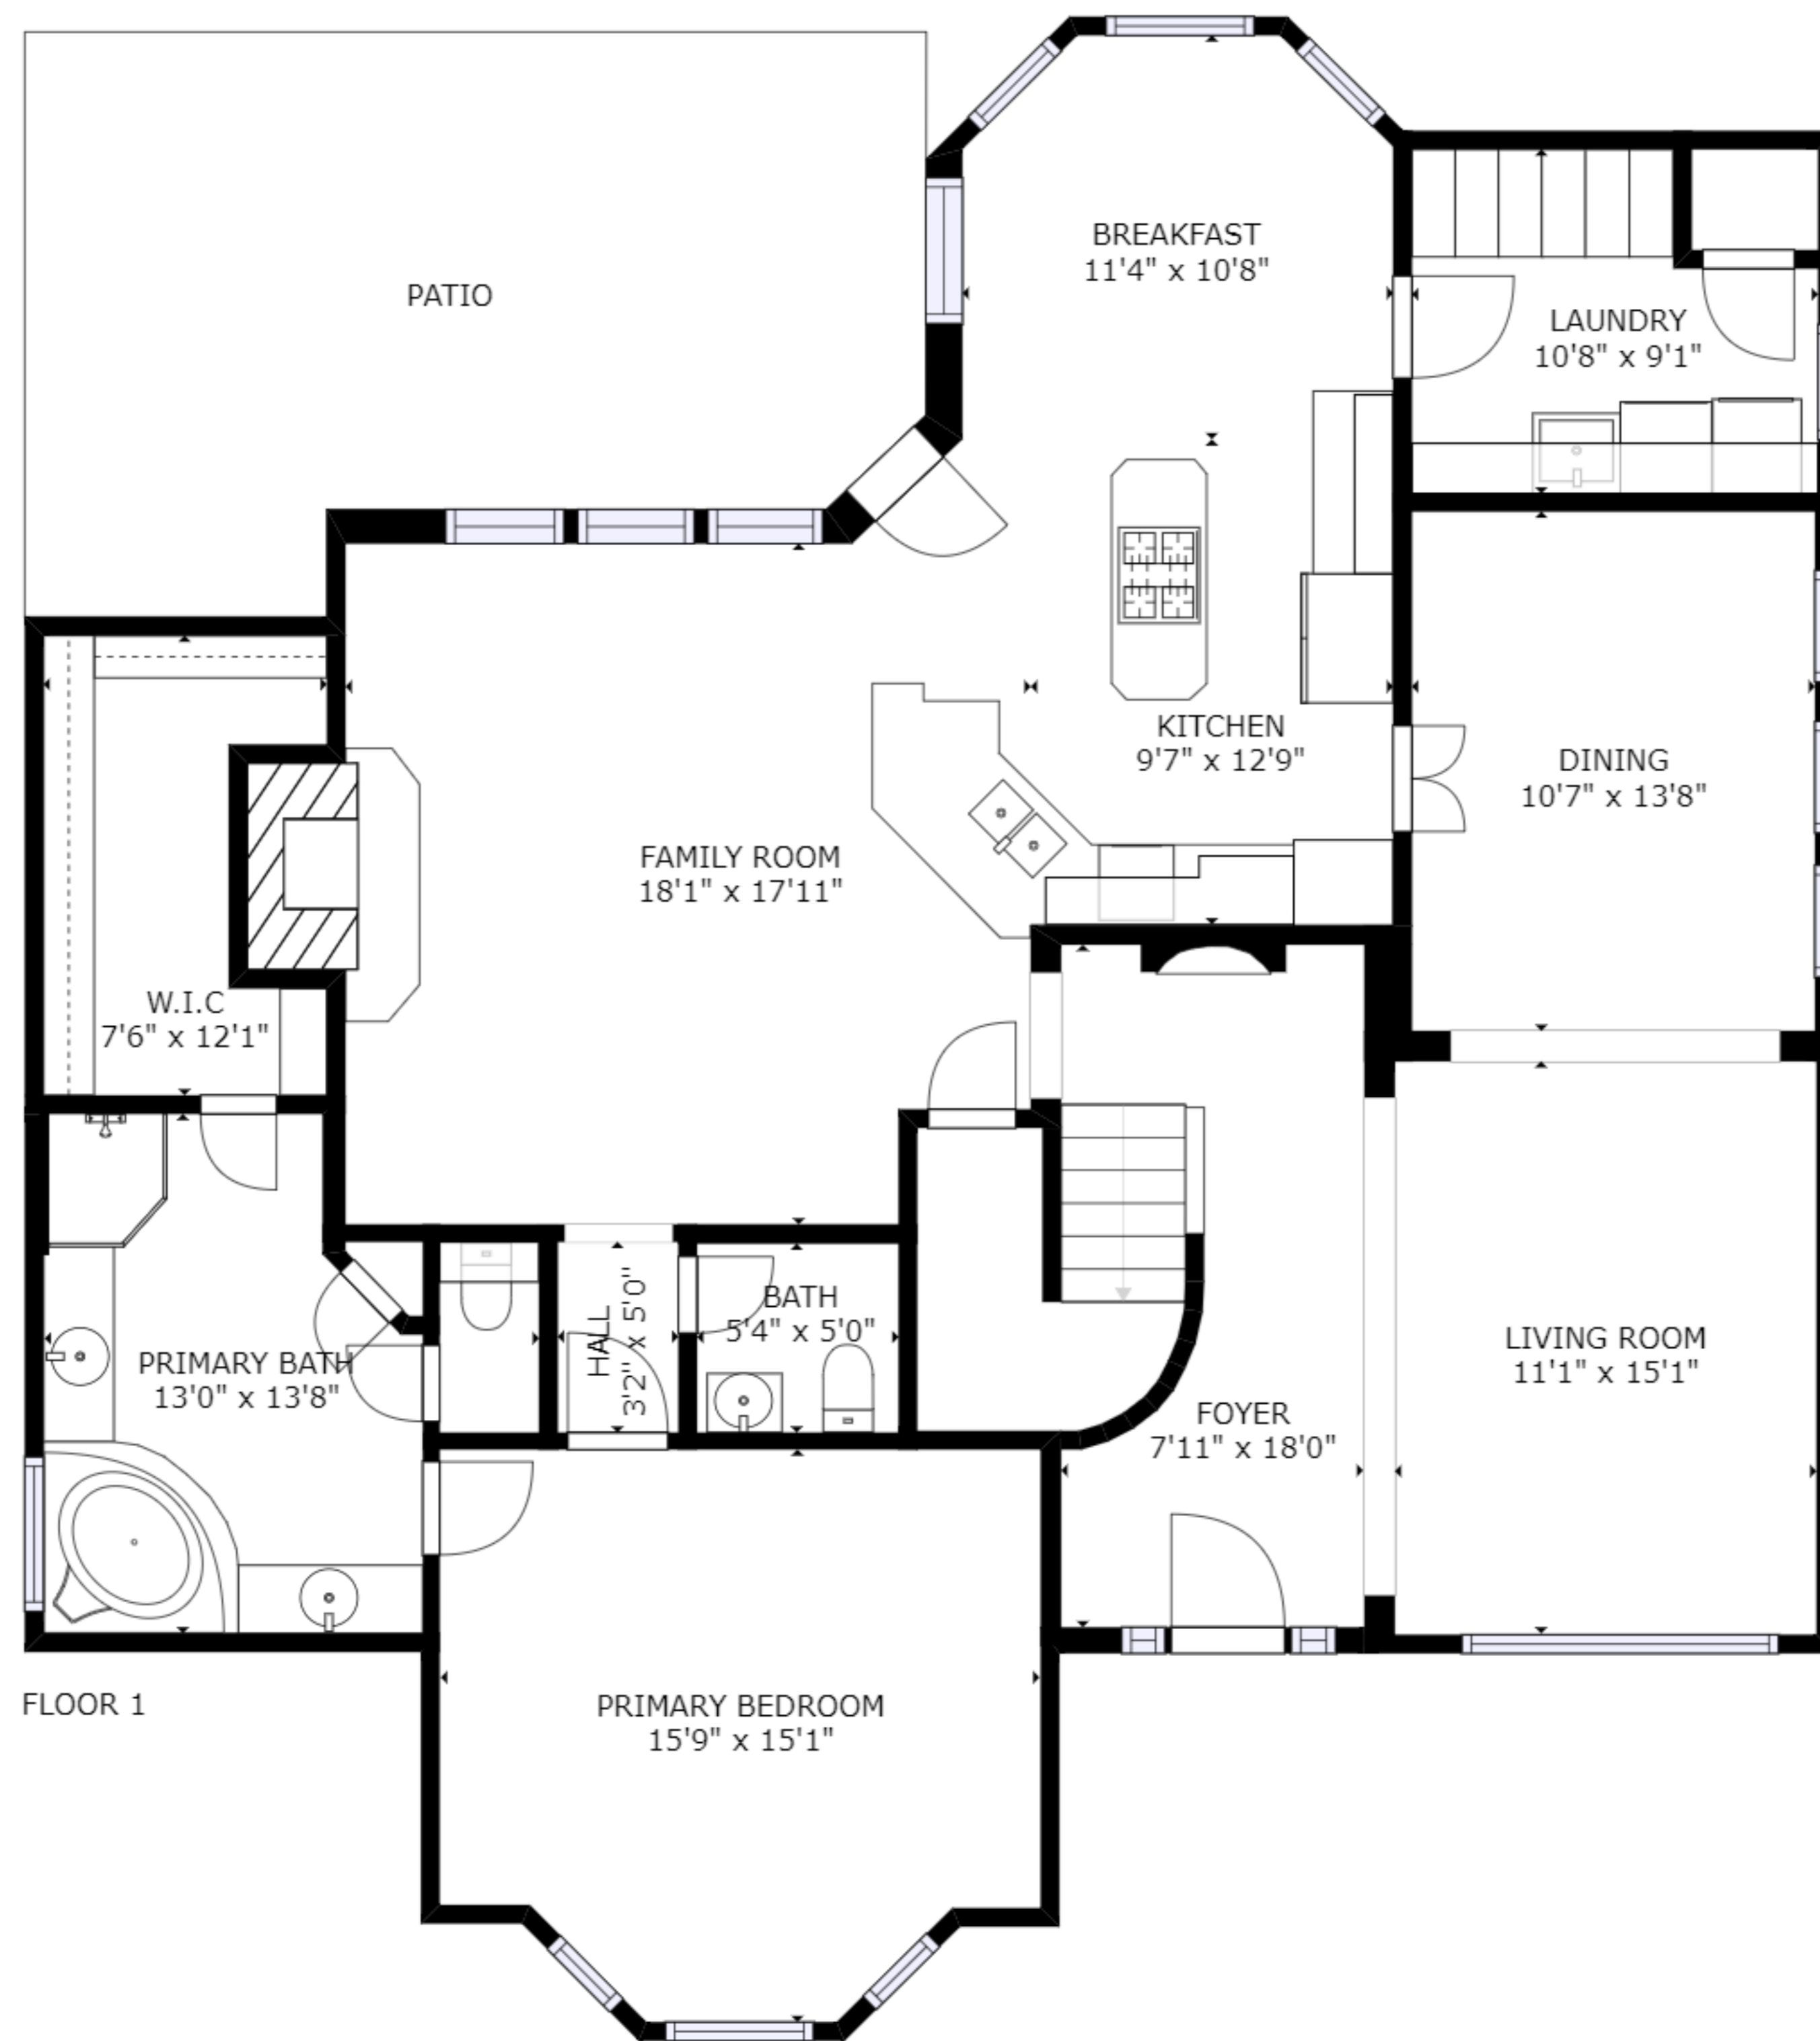 BREAKFAST
11'4" x 10'8"
PATIO
LAUNDRY
10'8" x 9'1"
KITCHEN
9'7" x 12'9"
DINING
10'7" x 13'8"
FAMILY ROOM
18'1" x 17'11"
W.I.C
7'6" x 12'1"
HALL
3'2" x 5'0"
BATH
5'4" x 5'0"
PRIMARY BATH
13'0" x 13'8"
LIVING ROOM
11'1" x 15'1"
FOYER
7'11" x 18'0"
FLOOR 1
PRIMARY BEDROOM
15'9" x 15'1"